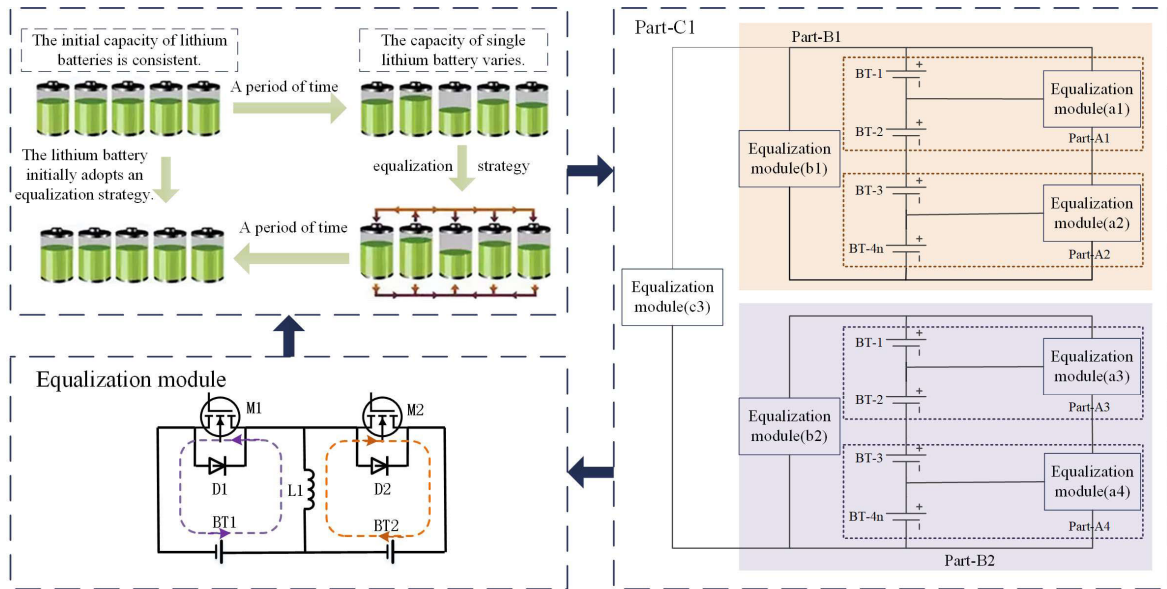 The initial capacity of lithium
batteries is consistent.
The capacity of single
lithium battery varies.
A period of time
The lithium battery
initially adopts an
equalization strategy.
equalization strategy
A period of time
Equalization module
M1
M2
D1
L1
D2
BT1
BT2
Part-C1
Part-B1
BT-1
+
-
Equalization
module(a1)
BT-2
+
-
Part-A1
Equalization
module(b1)
BT-3
+
-
Equalization
module(a2)
BT-4n
+
-
Part-A2
Equalization
module(c3)
BT-1
+
-
Equalization
module(a3)
BT-2
+
-
Part-A3
Equalization
module(b2)
BT-3
+
-
Equalization
module(a4)
BT-4n
+
-
Part-A4
Part-B2